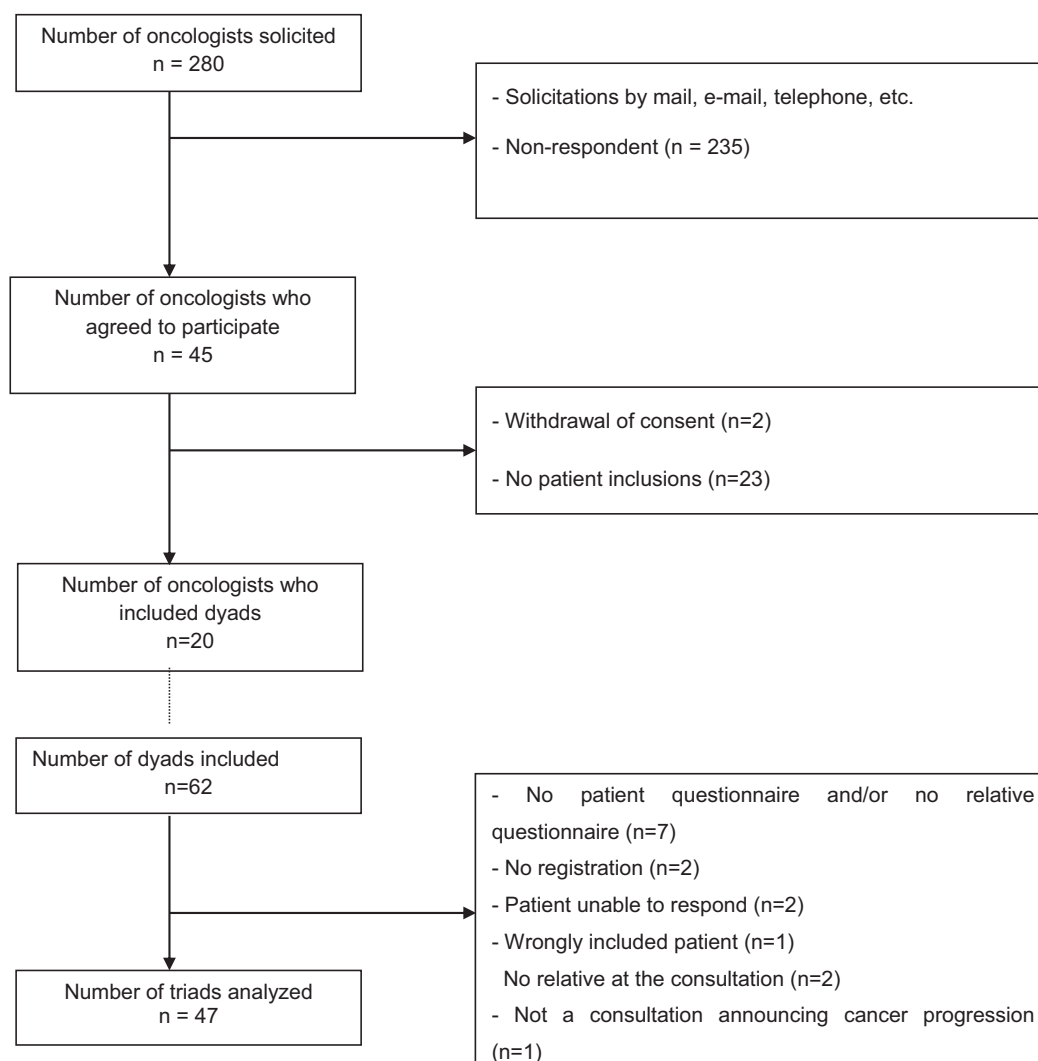 Number of oncologists solicited
n = 280
- Solicitations by mail, e-mail, telephone, etc.
- Non-respondent (n = 235)
Number of oncologists who
agreed to participate
n = 45
- Withdrawal of consent (n=2)
- No patient inclusions (n=23)
Number of oncologists who
included dyads
n=20
Number of dyads included
n=62
- No patient questionnaire and/or no relative
questionnaire (n=7)
- No registration (n=2)
- Patient unable to respond (n=2)
- Wrongly included patient (n=1)
No relative at the consultation (n=2)
- Not a consultation announcing cancer progression
(n=1)
Number of triads analyzed
n = 47